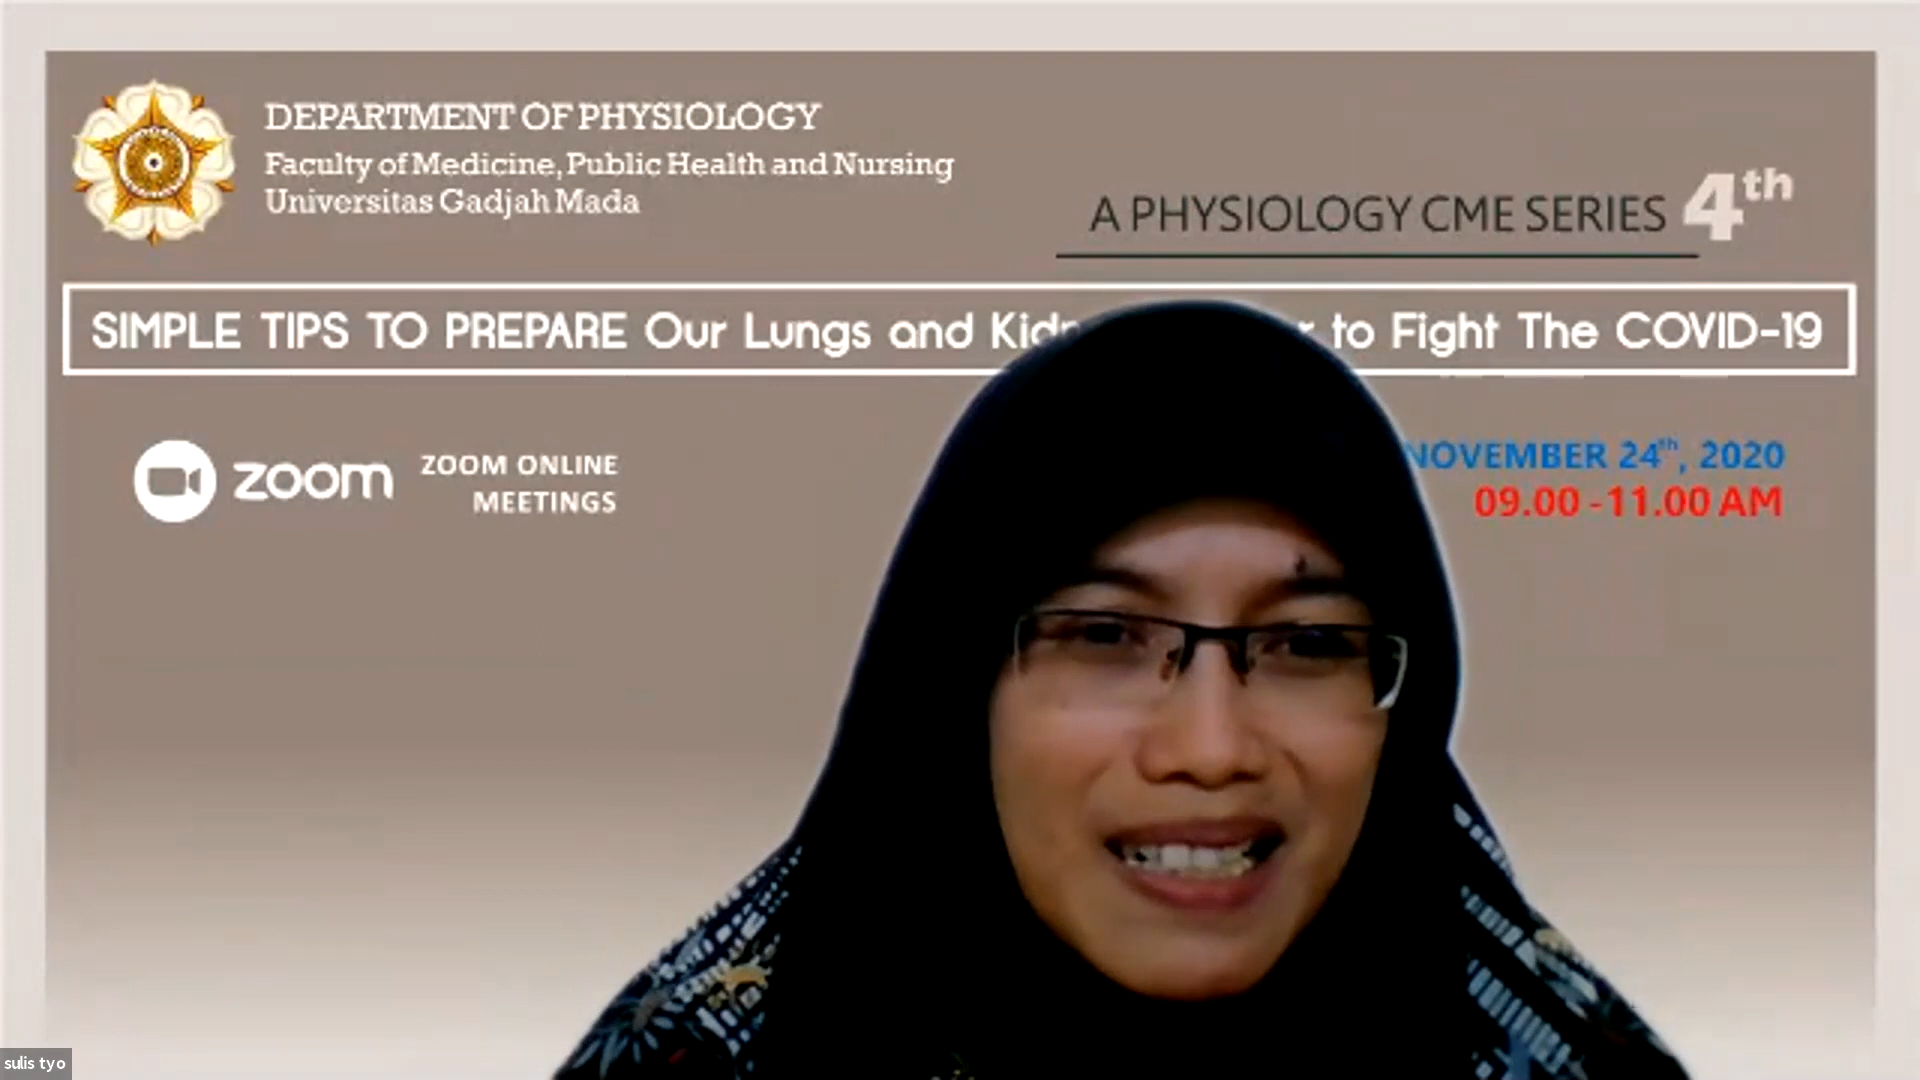 DEPARTMENT OF PHYSIOLOGY
Faculty of Medicine, Public Health and Nursing
Universitas Gadjah Mada
A PHYSIOLOGY CME SERIES 4th
SIMPLE TIPS TO PREPARE Our Lungs and to Fight The COVID-19
zoom
ZOOM ONLINE
MEETINGS
NOVEMBER 24th, 2020
09.00 - 11.00 AM
sulis tyo